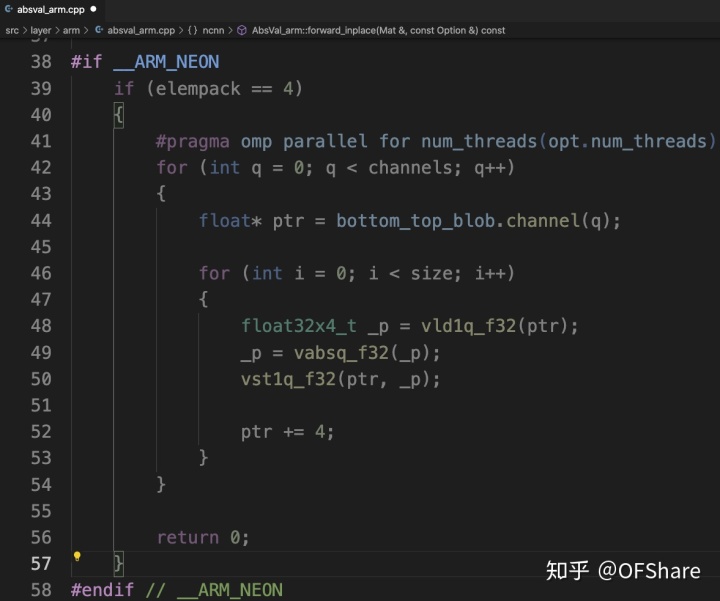 absval_arm.cpp
src > layer > arm > absval_arm.cpp > {} ncnn > AbsVal_arm::forward_inplace(Mat &, const Option &) const
37
38 #if __ARM_NEON
39 if (elempack == 4)
40 {
41 #pragma omp parallel for num_threads(opt.num_threads)
42 for (int q = 0; q < channels; q++)
43 {
44 float* ptr = bottom_top_blob.channel(q);
45
46 for (int i = 0; i < size; i++)
47 {
48 float32x4_t _p = vld1q_f32(ptr);
49 _p = vabsq_f32(_p);
50 vst1q_f32(ptr, _p);
51
52 ptr += 4;
53 }
54 }
55
56 return 0;
57 }
58 #endif // __ARM_NEON
知乎 @OFShare